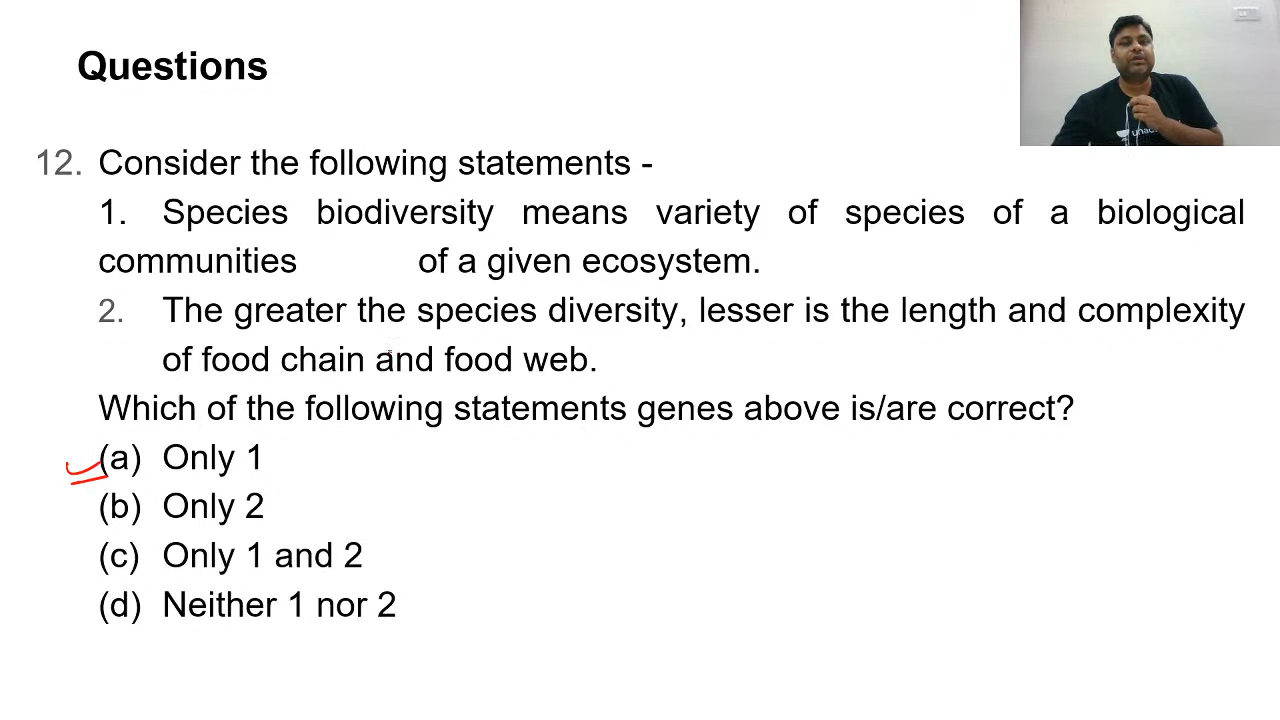 Questions
12. Consider the following statements -
1. Species biodiversity means variety of species of a biological
communities of a given ecosystem.
2. The greater the species diversity, lesser is the length and complexity
of food chain and food web.
Which of the following statements genes above is/are correct?
(a) Only 1
(b) Only 2
(c) Only 1 and 2
(d) Neither 1 nor 2